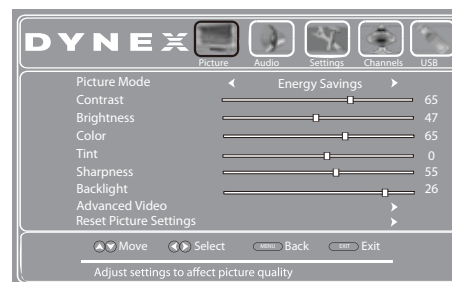 DYNEX
Picture Audio Settings Channels USB
Picture Mode Energy Savings
Contrast 65
Brightness 47
Color 65
Tint 0
Sharpness 55
Backlight 26
Advanced Video
Reset Picture Settings
Move Select MENU Back EXIT Exit
Adjust settings to affect picture quality